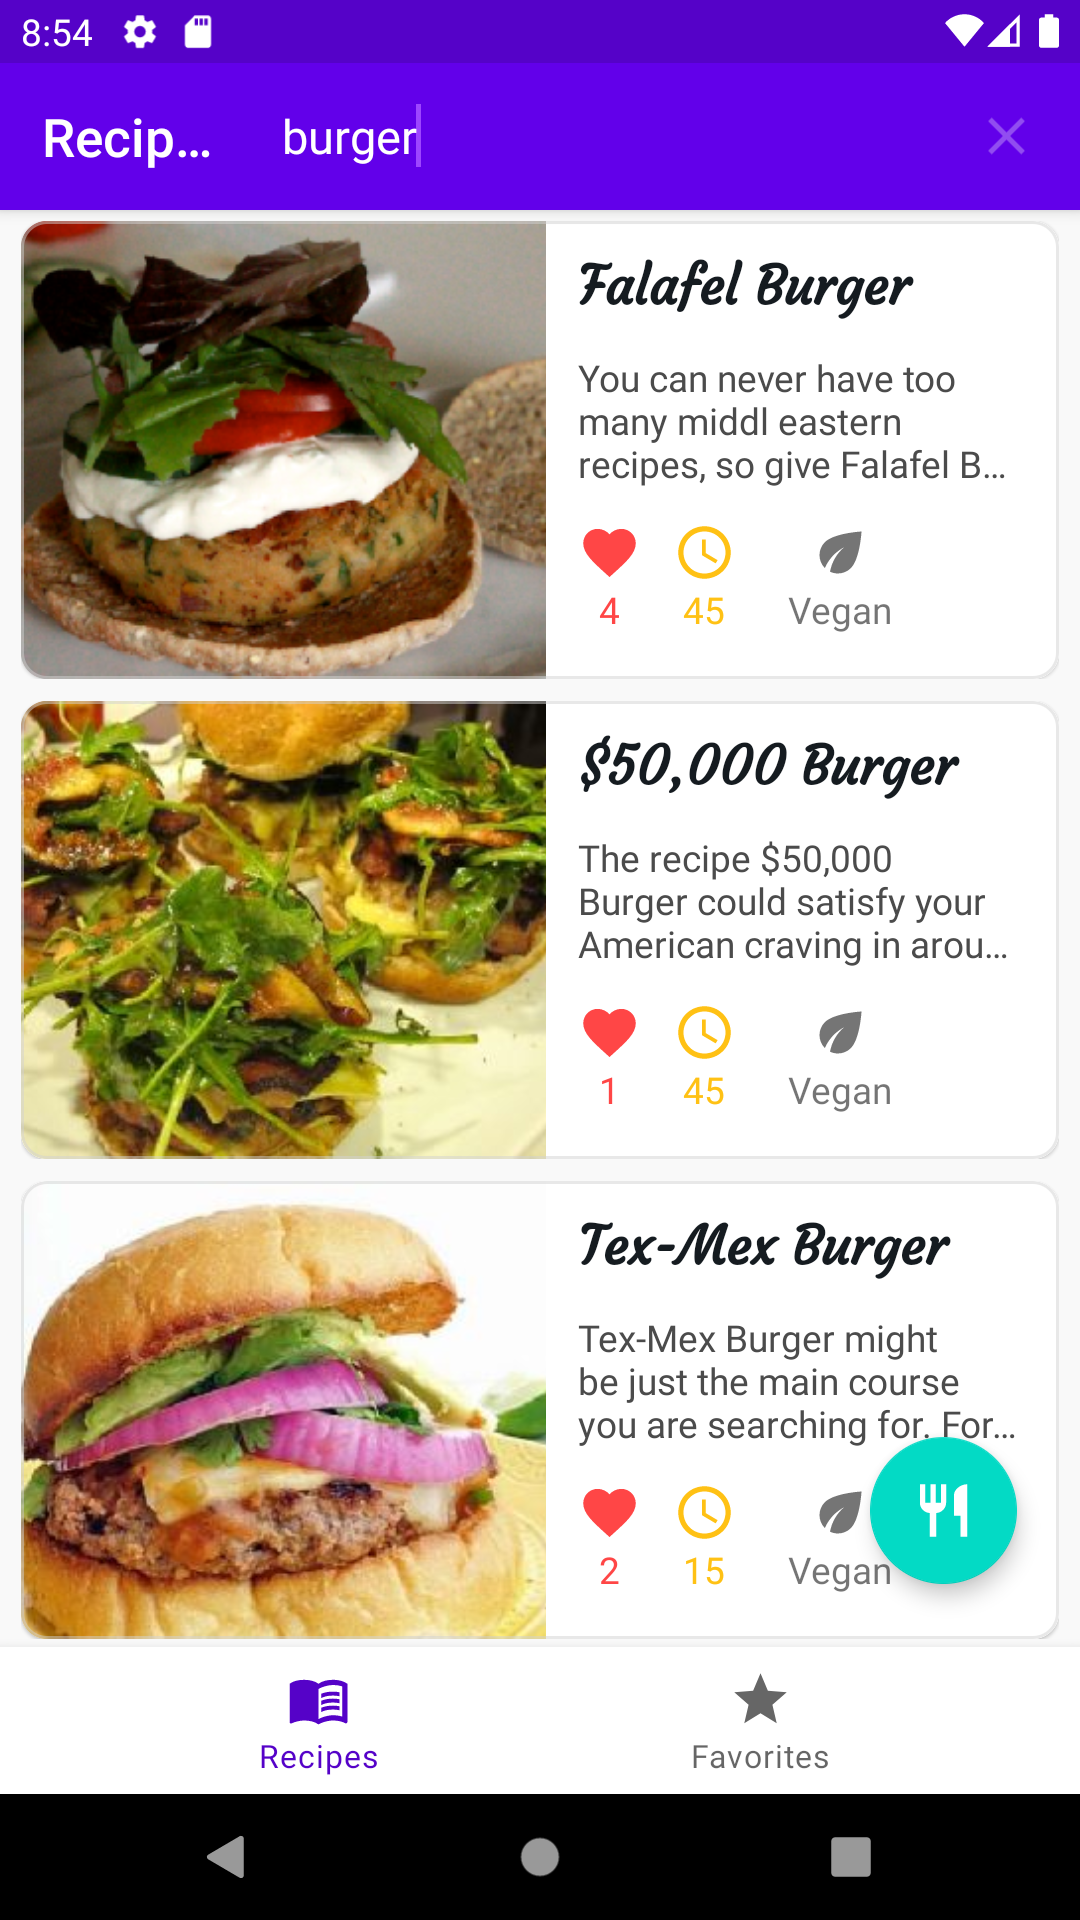 8:54
Recip...
burger
Falafel Burger
You can never have too
many middl eastern
recipes, so give Falafel B...
4
45
Vegan
$50,000 Burger
The recipe $50,000
Burger could satisfy your
American craving in arou...
1
45
Vegan
Tex-Mex Burger
Tex-Mex Burger might
be just the main course
you are searching for. For...
2
15
Vegan
Recipes
Favorites